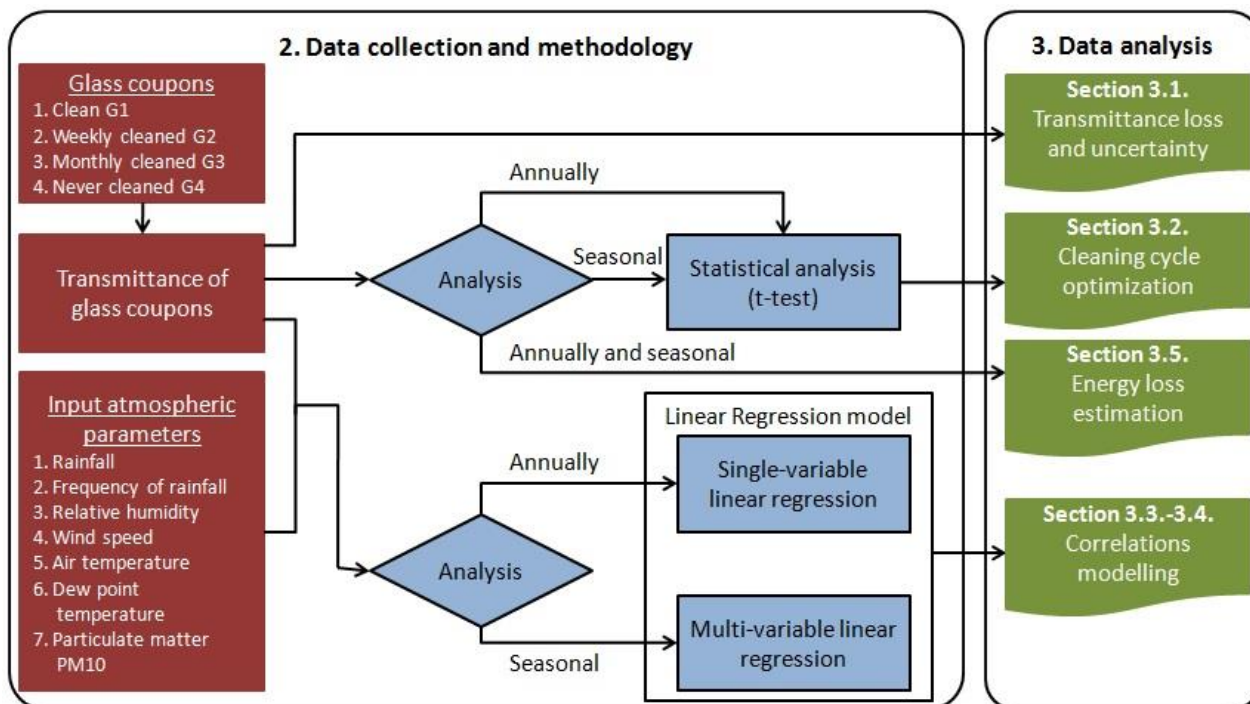 2. Data collection and methodology
Glass coupons
1. Clean G1
2. Weekly cleaned G2
3. Monthly cleaned G3
4. Never cleaned G4
Transmittance of
glass coupons
Input atmospheric
parameters
1. Rainfall
2. Frequency of rainfall
3. Relative humidity
4. Wind speed
5. Air temperature
6. Dew point
temperature
7. Particulate matter
PM10
Annually
Analysis
Seasonal
Statistical analysis
(t-test)
Annually and seasonal
Linear Regression model
Annually
Single-variable
linear regression
Analysis
Seasonal
Multi-variable linear
regression
3. Data analysis
Section 3.1.
Transmittance loss
and uncertainty
Section 3.2.
Cleaning cycle
optimization
Section 3.5.
Energy loss
estimation
Section 3.3.-3.4.
Correlations
modelling